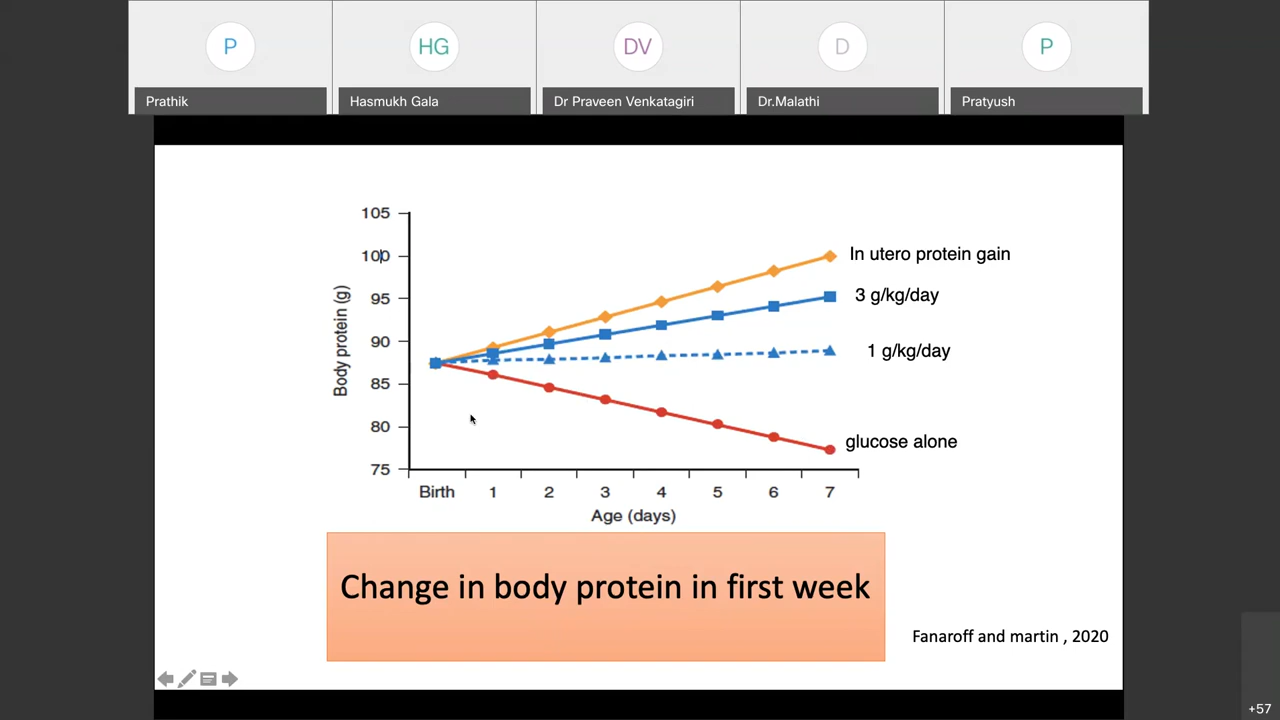 P
HG
DV
D
P
Prathik
Hasmukh Gala
Dr Praveen Venkatagiri
Dr.Malathi
Pratyush
105
100
95
90
85
80
75
Body protein (g)
In utero protein gain
3 g/kg/day
1 g/kg/day
glucose alone
Birth 1 2 3 4 5 6 7
Age (days)
Change in body protein in first week
Fanaroff and martin , 2020
+57